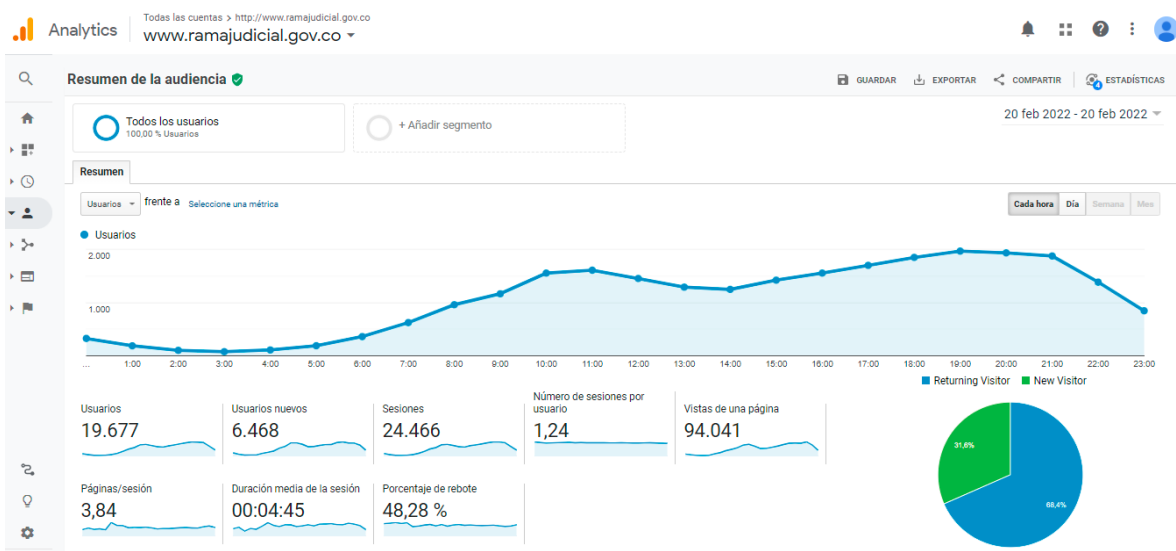 Analytics
Todas las cuentas > http://www.ramajudicial.gov.co
www.ramajudicial.gov.co
Resumen de la audiencia
GUARDAR
EXPORTAR
COMPARTIR
4
ESTADÍSTICAS
Todos los usuarios
100,00 % Usuarios
+ Añadir segmento
20 feb 2022 - 20 feb 2022
Resumen
Usuarios
frente a
Seleccione una métrica
Cada hora
Día
Semana
Mes
Usuarios
2.000
1.000
... 1:00 2:00 3:00 4:00 5:00 6:00 7:00 8:00 9:00 10:00 11:00 12:00 13:00 14:00 15:00 16:00 17:00 18:00 19:00 20:00 21:00 22:00 23:00
Returning Visitor
New Visitor
Usuarios
19.677
Usuarios nuevos
6.468
Sesiones
24.466
Número de sesiones por
usuario
1,24
Vistas de una página
94.041
Páginas/sesión
3,84
Duración media de la sesión
00:04:45
Porcentaje de rebote
48,28 %
31,6%
68,4%